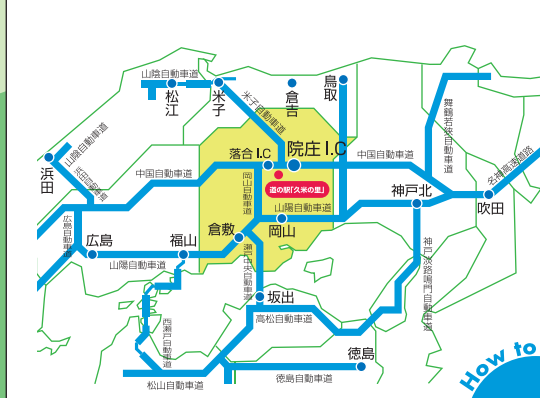 山陰自動車道
松江
米子
米子自動車道
倉吉
鳥取
舞鶴若狭自動車道
名神高速道路
浜田
山陰自動車道
浜田自動車道
中国自動車道
落合I.C
院庄I.C
中国自動車道
道の駅「久米の里」
岡山自動車道
山陽自動車道
神戸北
吹田
広島自動車道
広島
福山
倉敷
岡山
山陽自動車道
瀬戸中央自動車道
神戸淡路鳴門自動車道
坂出
高松自動車道
西瀬戸自動車道
徳島
松山自動車道
徳島自動車道
How to